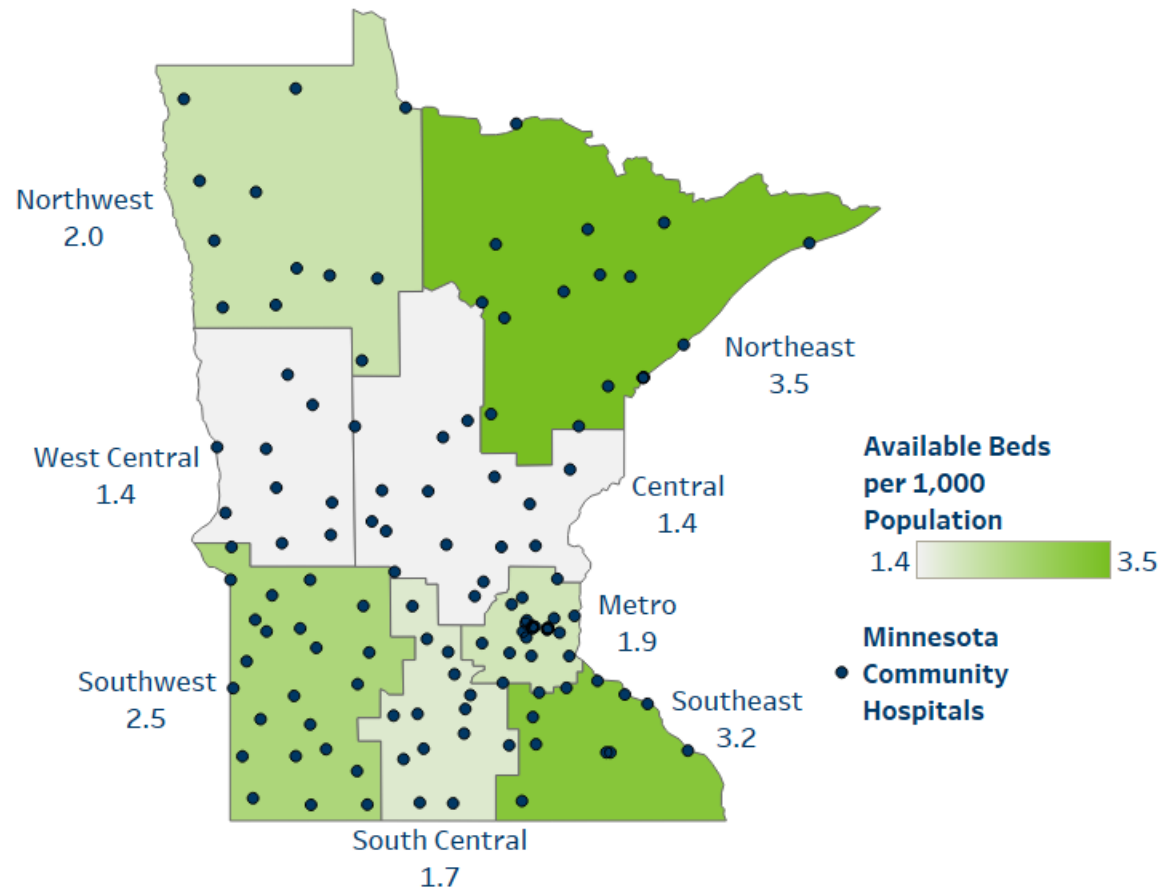 Northwest
2.0
Northeast
3.5
West Central
1.4
Central
1.4
Available Beds
per 1,000
Population
1.4
3.5
Metro
1.9
Minnesota
Community
Hospitals
Southwest
2.5
Southeast
3.2
South Central
1.7